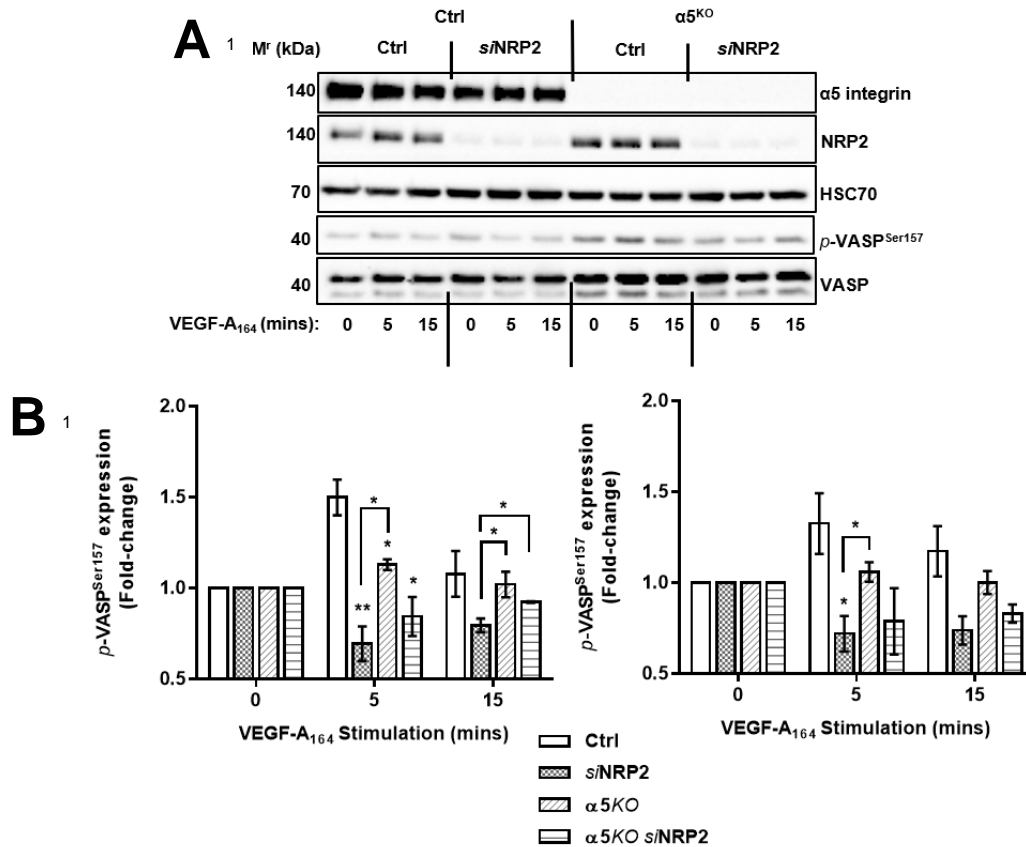 Ctrl α5ᴷᴼ
A 1 Mʳ (kDa) Ctrl siNRP2 Ctrl siNRP2
140 α5 integrin
140 NRP2
70 HSC70
40 p-VASPSer157
40 VASP
VEGF-A₁₆₄ (mins): 0 5 15 0 5 15 0 5 15 0 5 15
B 1
p-VASPSer157 expression
(Fold-change)
2.0
1.5
1.0
0.5
* * ** *
* *
0 5 15
VEGF-A₁₆₄ Stimulation (mins)
p-VASPSer157 expression
(Fold-change)
2.0
1.5
1.0
0.5
* *
0 5 15
VEGF-A₁₆₄ Stimulation (mins)
Ctrl
siNRP2
α5KO
α5KO siNRP2